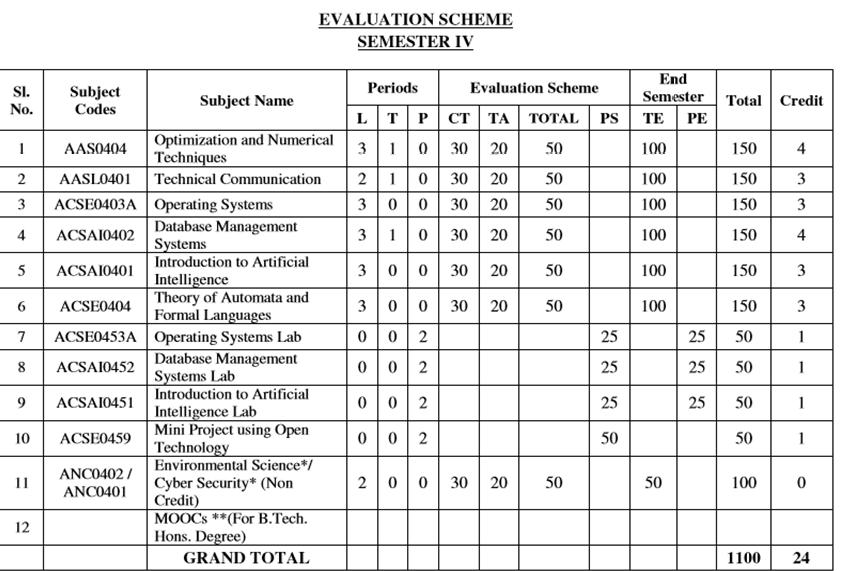 EVALUATION SCHEME
SEMESTER IV
Sl. No. Subject Codes Subject Name Periods Evaluation Scheme End Semester Total Credit
L T P CT TA TOTAL PS TE PE
1 AAS0404 Optimization and Numerical Techniques 3 1 0 30 20 50 100 150 4
2 AASL0401 Technical Communication 2 1 0 30 20 50 100 150 3
3 ACSE0403A Operating Systems 3 0 0 30 20 50 100 150 3
4 ACSAI0402 Database Management Systems 3 1 0 30 20 50 100 150 4
5 ACSAI0401 Introduction to Artificial Intelligence 3 0 0 30 20 50 100 150 3
6 ACSE0404 Theory of Automata and Formal Languages 3 0 0 30 20 50 100 150 3
7 ACSE0453A Operating Systems Lab 0 0 2 25 25 50 1
8 ACSAI0452 Database Management Systems Lab 0 0 2 25 25 50 1
9 ACSAI0451 Introduction to Artificial Intelligence Lab 0 0 2 25 25 50 1
10 ACSE0459 Mini Project using Open Technology 0 0 2 50 50 1
11 ANC0402 / ANC0401 Environmental Science*/ Cyber Security* (Non Credit) 2 0 0 30 20 50 50 100 0
12 MOOCs **(For B.Tech. Hons. Degree)
GRAND TOTAL 1100 24